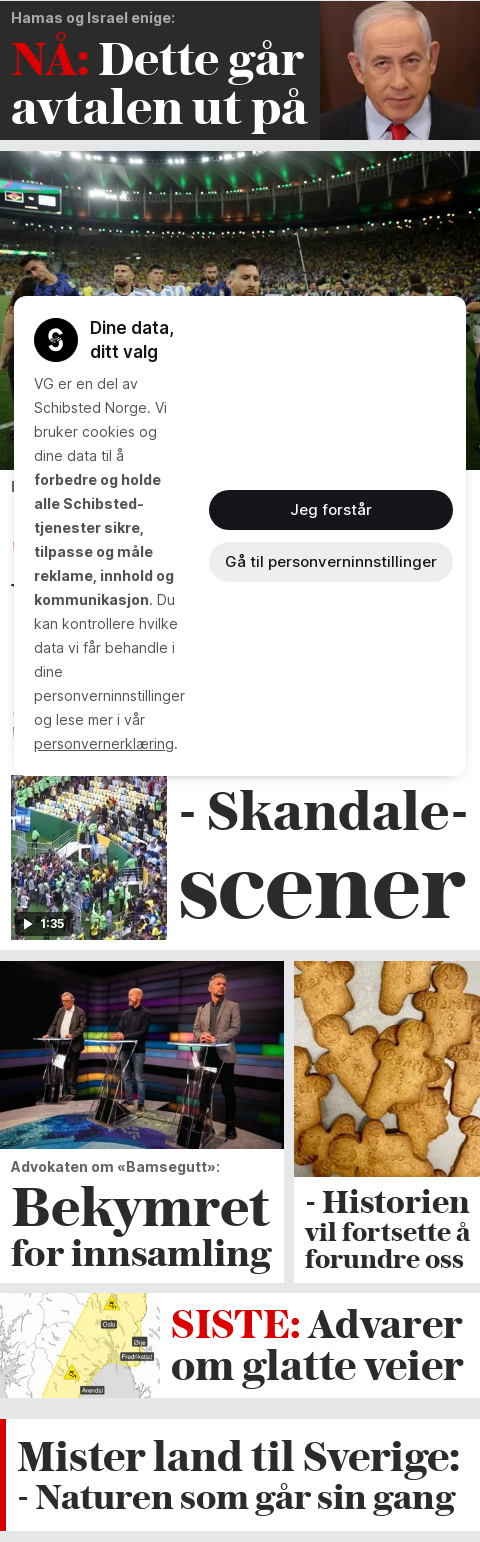 Hamas og Israel enige:
NÅ: Dette går
avtalen ut på
Dine data,
ditt valg
VG er en del av
Schibsted Norge. Vi
bruker cookies og
dine data til å
forbedre og holde
alle Schibsted-
tjenester sikre,
tilpasse og måle
reklame, innhold og
kommunikasjon. Du
kan kontrollere hvilke
data vi får behandle i
dine
personverninnstillinger
og lese mer i vår
personvernerklæring.
Jeg forstår
Gå til personverninnstillinger
1:35
- Skandale-
scener
Advokaten om «Bamsegutt»:
Bekymret
for innsamling
- Historien
vil fortsette å
forundre oss
Oslo
Ørje
Fredrikstad
Arendal
SISTE: Advarer
om glatte veier
Mister land til Sverige:
- Naturen som går sin gang